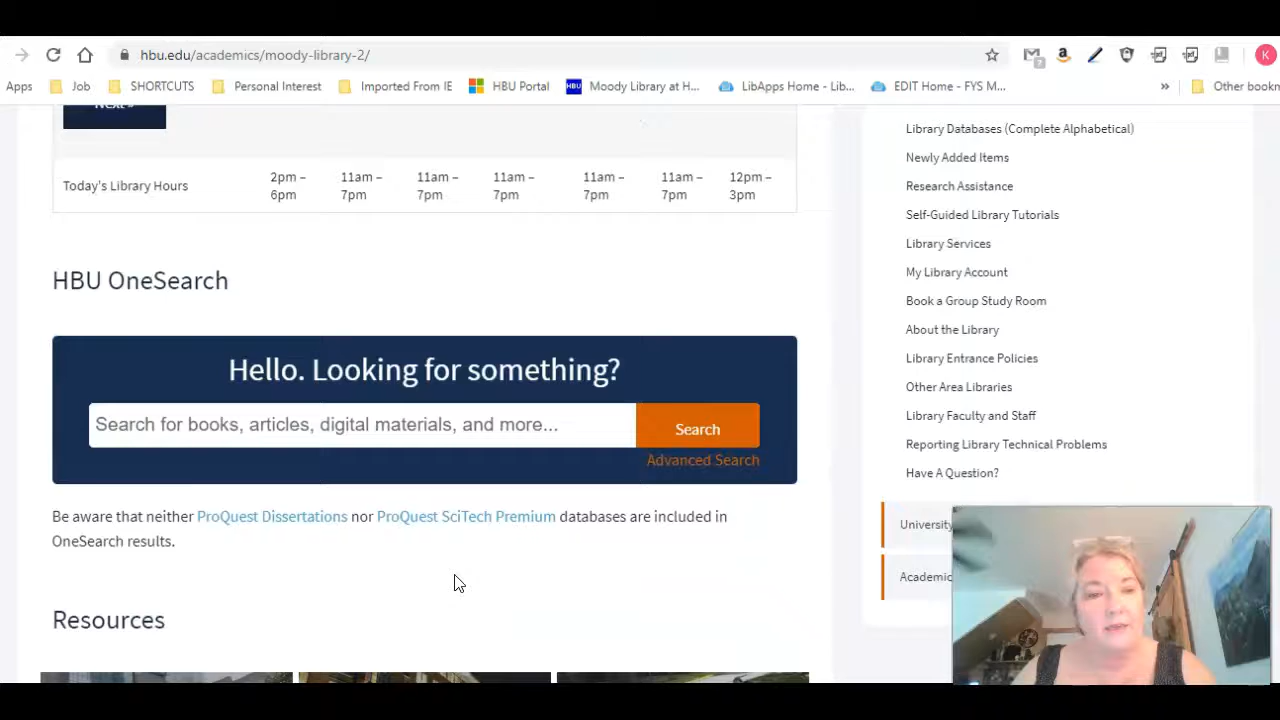 hbu.edu/academics/moody-library-2/
K
Apps Job SHORTCUTS Personal Interest Imported From IE HBU Portal HBU Moody Library at H... LibApps Home - Lib... EDIT Home - FYS M... » Other bookm
Next »
Today's Library Hours
2pm –
6pm
11am –
7pm
11am –
7pm
11am –
7pm
11am –
7pm
11am –
7pm
12pm –
3pm
HBU OneSearch
Hello. Looking for something?
Search for books, articles, digital materials, and more...
Search
Advanced Search
Be aware that neither ProQuest Dissertations nor ProQuest SciTech Premium databases are included in
OneSearch results.
Resources
Library Databases (Complete Alphabetical)
Newly Added Items
Research Assistance
Self-Guided Library Tutorials
Library Services
My Library Account
Book a Group Study Room
About the Library
Library Entrance Policies
Other Area Libraries
Library Faculty and Staff
Reporting Library Technical Problems
Have A Question?
University
Academic